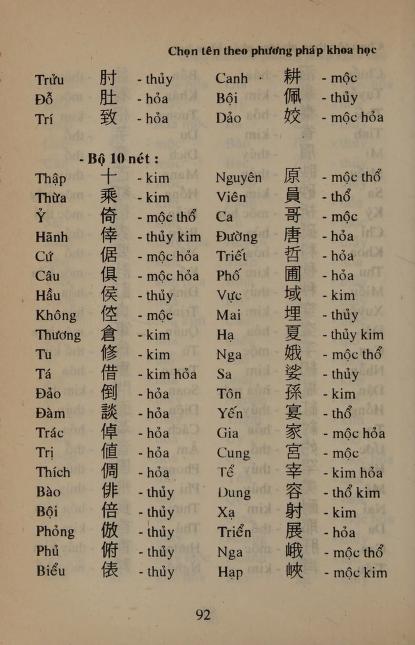 Chọn tên theo phương pháp khoa học
Trửu 肘 - thủy Canh 耕 - mộc
Đỗ 肚 - hỏa Bội 佩 - thủy
Trí 致 - hỏa Dảo 姣 - mộc hỏa
- Bộ 10 nét :
Thập 十 - kim Nguyên 原 - mộc thổ
Thừa 乘 - kim Viên 員 - thổ
Ỷ 倚 - mộc thổ Ca 哥 - mộc
Hãnh 倖 - thủy kim Đường 唐 - hỏa
Cứ 倨 - mộc hỏa Triết 哲 - hỏa
Câu 俱 - mộc hỏa Phố 圃 - hỏa
Hầu 侯 - thủy Vực 域 - kim
Không 倥 - mộc Mai 埋 - thủy
Thương 倉 - kim Hạ 夏 - thủy kim
Tu 修 - kim Nga 娥 - mộc thổ
Tá 借 - kim hỏa Sa 娑 - thủy
Đảo 倒 - hỏa Tôn 孫 - kim
Đàm 談 - hỏa Yến 宴 - thổ
Trác 倬 - hỏa Gia 家 - mộc hỏa
Trị 値 - hỏa Cung 宮 - mộc
Thích 倜 - hỏa Tể 宰 - kim hỏa
Bào 俳 - thủy Dung 容 - thổ kim
Bội 倍 - thủy Xạ 射 - kim
Phỏng 倣 - thủy Triển 展 - hỏa
Phủ 俯 - thủy Nga 峨 - mộc thổ
Biểu 俵 - thủy Hạp 峽 - mộc kim
92